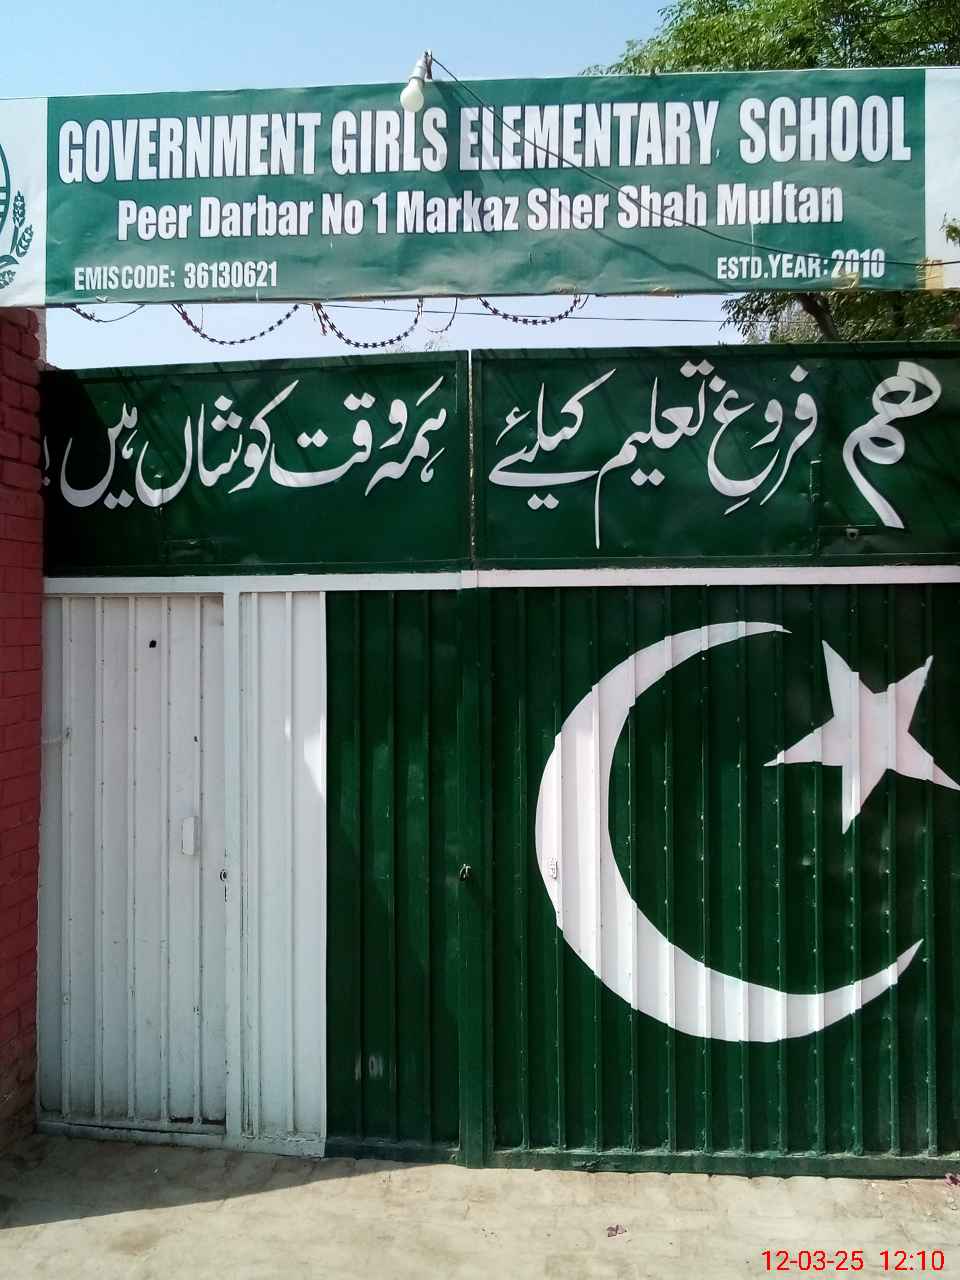 GOVERNMENT GIRLS ELEMENTARY SCHOOL
Peer Darbar No 1 Markaz Sher Shah Multan
EMIS CODE: 36130621
ESTD.YEAR: 2010
ہم فروغِ تعلیم کیلئے ہمہ وقت کوشاں ہیں !
12-03-25 12:10